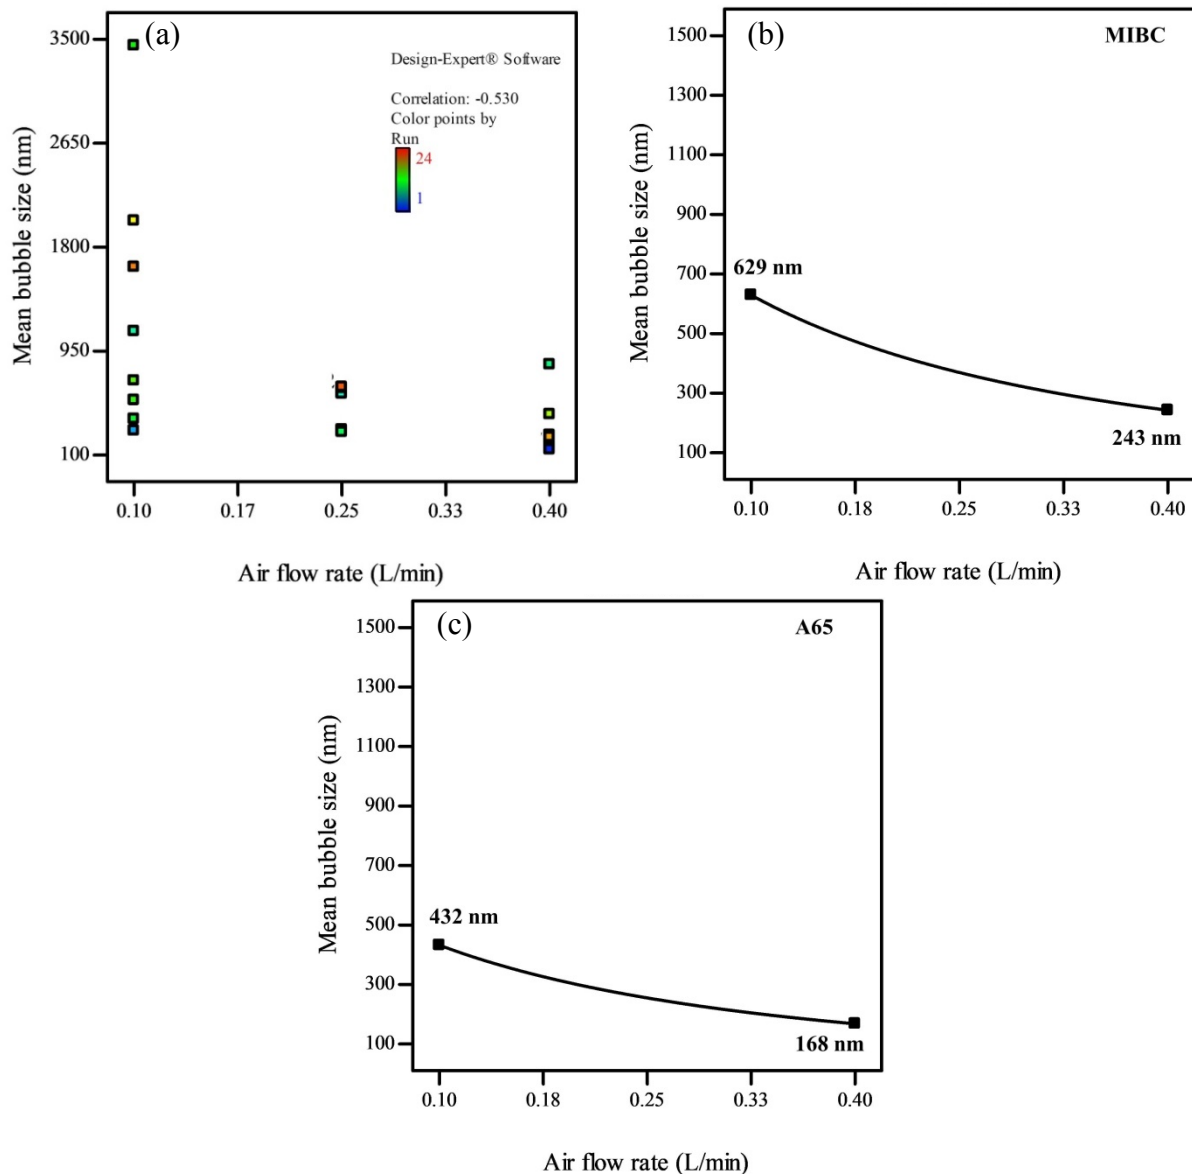 (a)
Design-Expert® Software
Correlation: -0.530
Color points by
Run
24
1
Mean bubble size (nm)
3500
2650
1800
950
100
0.10
0.17
0.25
0.33
0.40
Air flow rate (L/min)
(b)
MIBC
Mean bubble size (nm)
1500
1300
1100
900
700
500
300
100
629 nm
243 nm
0.10
0.18
0.25
0.33
0.40
Air flow rate (L/min)
(c)
A65
Mean bubble size (nm)
1500
1300
1100
900
700
500
300
100
432 nm
168 nm
0.10
0.18
0.25
0.33
0.40
Air flow rate (L/min)